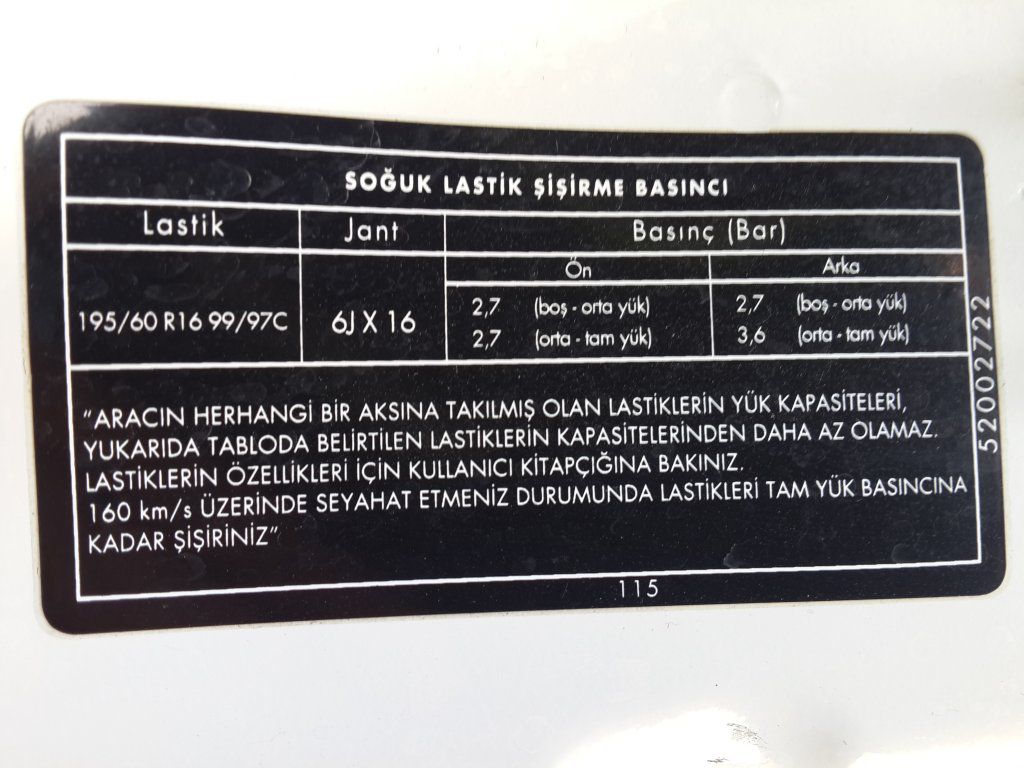 SOĞUK LASTİK ŞİŞİRME BASINCI
Lastik Jant Basınç (Bar)
Ön Arka
195/60 R16 99/97C 6J X 16
2,7 (boş - orta yük) 2,7 (boş - orta yük)
2,7 (orta - tam yük) 3,6 (orta - tam yük)
"ARACIN HERHANGİ BİR AKSINA TAKILMIŞ OLAN LASTİKLERİN YÜK KAPASİTELERİ,
YUKARIDA TABLODA BELİRTİLEN LASTİKLERİN KAPASİTELERİNDEN DAHA AZ OLAMAZ.
LASTİKLERİN ÖZELLİKLERİ İÇİN KULLANICI KİTAPÇIĞINA BAKINIZ.
160 km/s ÜZERİNDE SEYAHAT ETMENİZ DURUMUNDA LASTİKLERİ TAM YÜK BASINCINA
KADAR ŞİŞİRİNİZ"
115
52002722